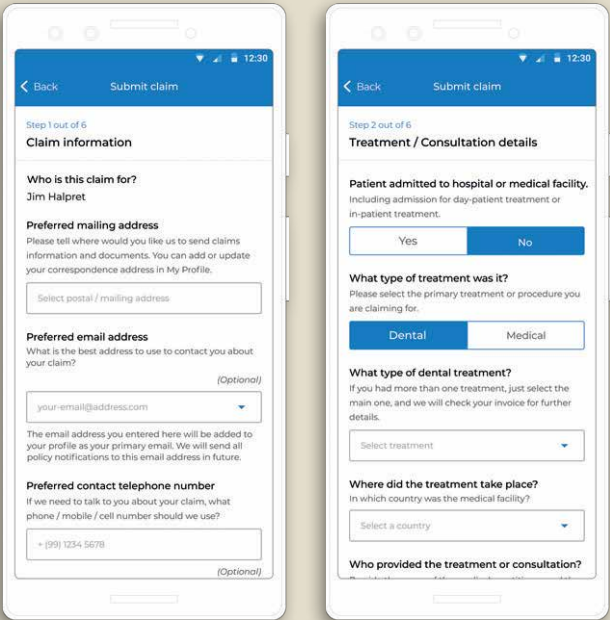 12:30
Back
Submit claim
Step 1 out of 6
Claim information
Who is this claim for?
Jim Halpret
Preferred mailing address
Please tell where would you like us to send claims
information and documents. You can add or update
your correspondence address in My Profile.
Select postal / mailing address
Preferred email address
What is the best address to use to contact you about
your claim?
(Optional)
your-email@address.com
The email address you entered here will be added to
your profile as your primary email. We will send all
policy notifications to this email address in future.
Preferred contact telephone number
If we need to talk to you about your claim, what
phone / mobile / cell number should we use?
+ (99) 1234 5678
(Optional)
12:30
Back
Submit claim
Step 2 out of 6
Treatment / Consultation details
Patient admitted to hospital or medical facility.
Including admission for day-patient treatment or
in-patient treatment.
Yes
No
What type of treatment was it?
Please select the primary treatment or procedure you
are claiming for.
Dental
Medical
What type of dental treatment?
If you had more than one treatment, just select the
main one, and we will check your invoice for further
details.
Select treatment
Where did the treatment take place?
In which country was the medical facility?
Select a country
Who provided the treatment or consultation?